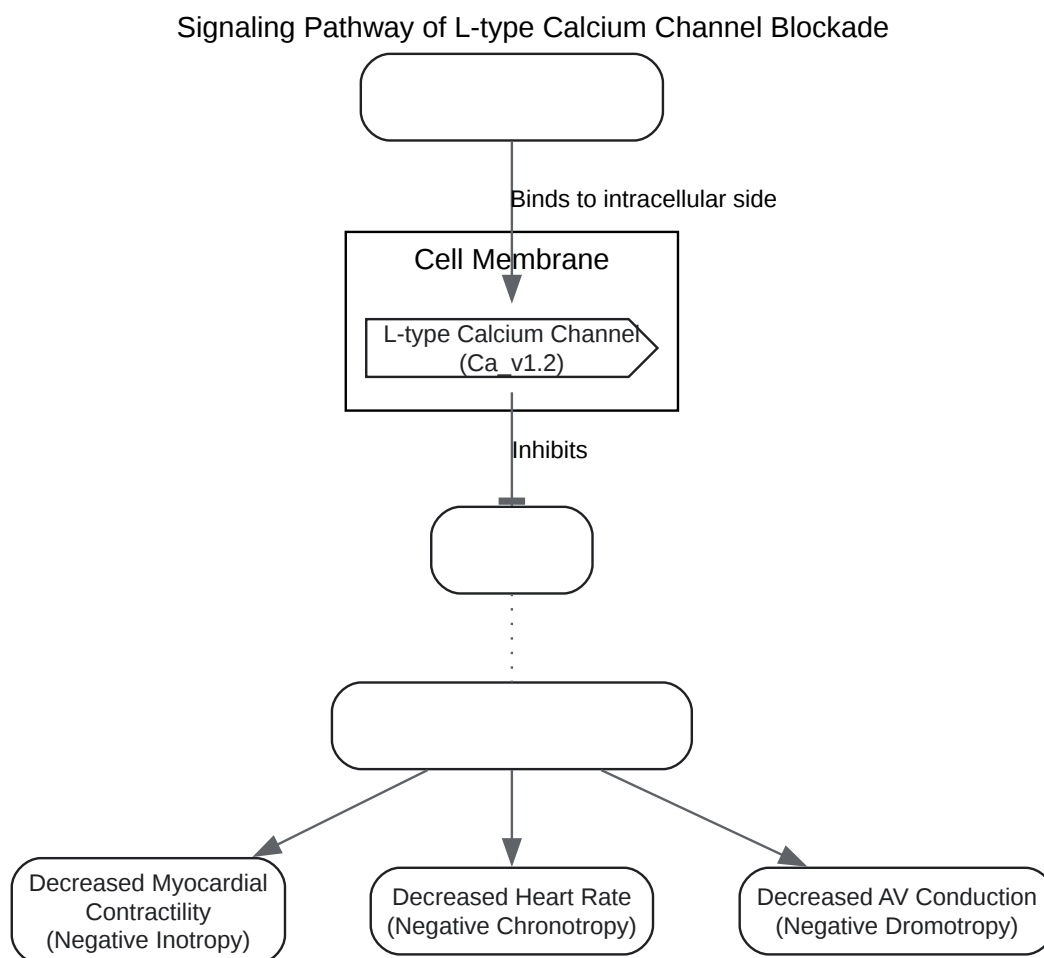 Signaling Pathway of L-type Calcium Channel Blockade
Binds to intracellular side
Cell Membrane
L-type Calcium Channel
(Ca_v1.2)
Inhibits
Decreased Myocardial
Contractility
(Negative Inotropy)
Decreased Heart Rate
(Negative Chronotropy)
Decreased AV Conduction
(Negative Dromotropy)